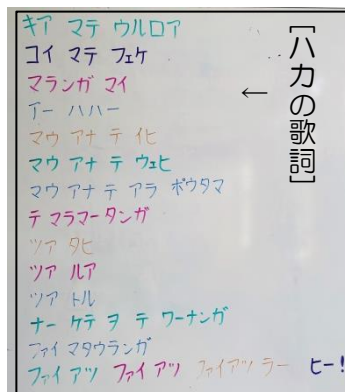 [ハカの歌詞]
←
キア マテ ウルロア
コイ マテ フェケ
マランガ マイ
アー ハハー
マウ アナ テ イヒ
マウ アナ テ ウェヒ
マウ アナ テ アラ ポウタマ
テ マラマータンガ
ツア タヒ
ツア ルア
ツア トル
ナー ケテ ヲ テ ワーナンガ
ファイ マタウランガ
ファイ アツ ファイ アツ ファイアツ ラー ヒー!